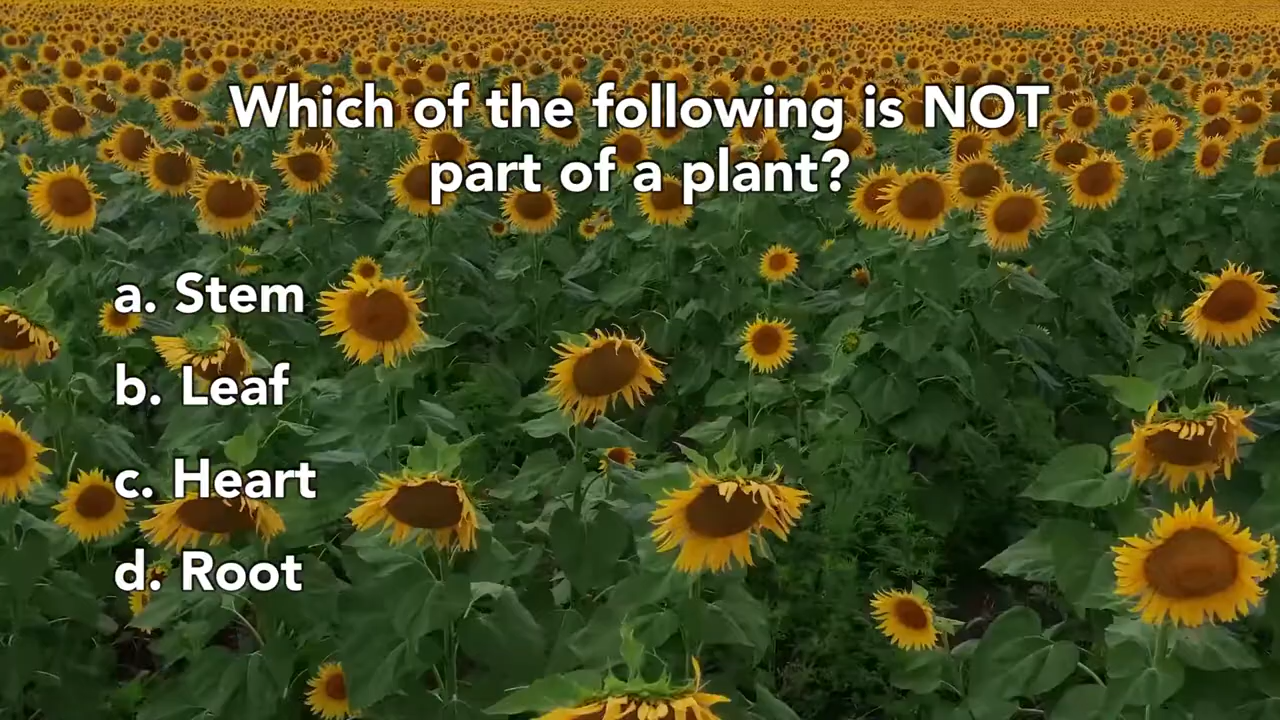 Which of the following is NOT
part of a plant?
a. Stem
b. Leaf
c. Heart
d. Root